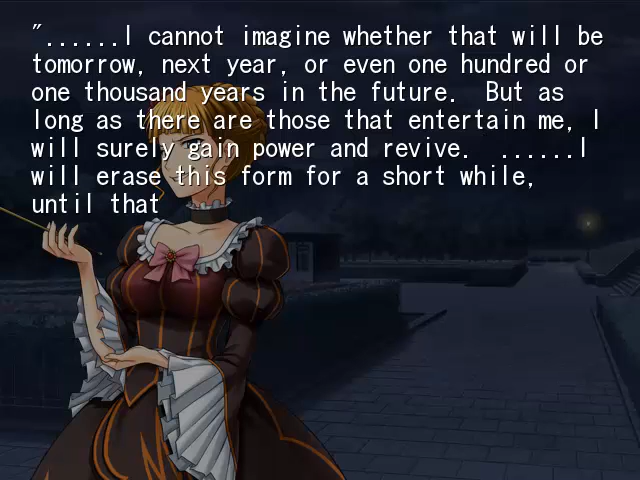 "......I cannot imagine whether that will be
tomorrow, next year, or even one hundred or
one thousand years in the future.  But as
long as there are those that entertain me, I
will surely gain power and revive.  ......I
will erase this form for a short while,
until that